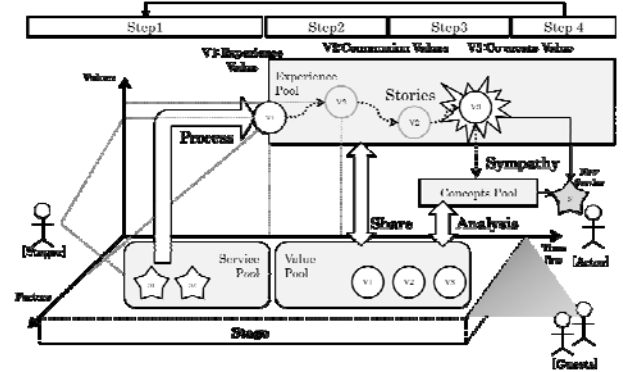 Step1
Step2
Step3
Step 4
V1:Experience
Value
V2:Communion Values
V3:Co-create Value
Values
Experience
Pool
Stories
V1
V2
V3
Process
Sympathy
Concepts Pool
New
Service
S
Share
Analysis
[Stager]
Service
Pool
Value
Pool
Time
[Actor]
V1
V2
V3
Factors
Stage
[Guests]